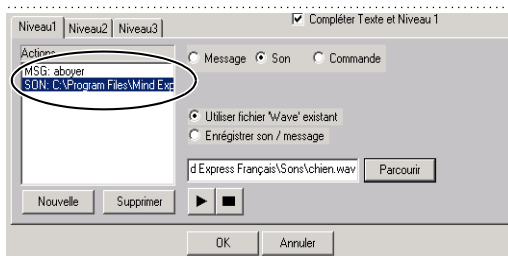 Compléter Texte et Niveau 1
Niveau1 Niveau2 Niveau3
Actions
Message Son Commande
MSG: aboyer
SON: C:\Program Files\Mind Exp
Utiliser fichier 'Wave' existant
Enrégistrer son / message
d Express Français\Sons\chien.wav Parcourir
Nouvelle Supprimer
OK Annuler